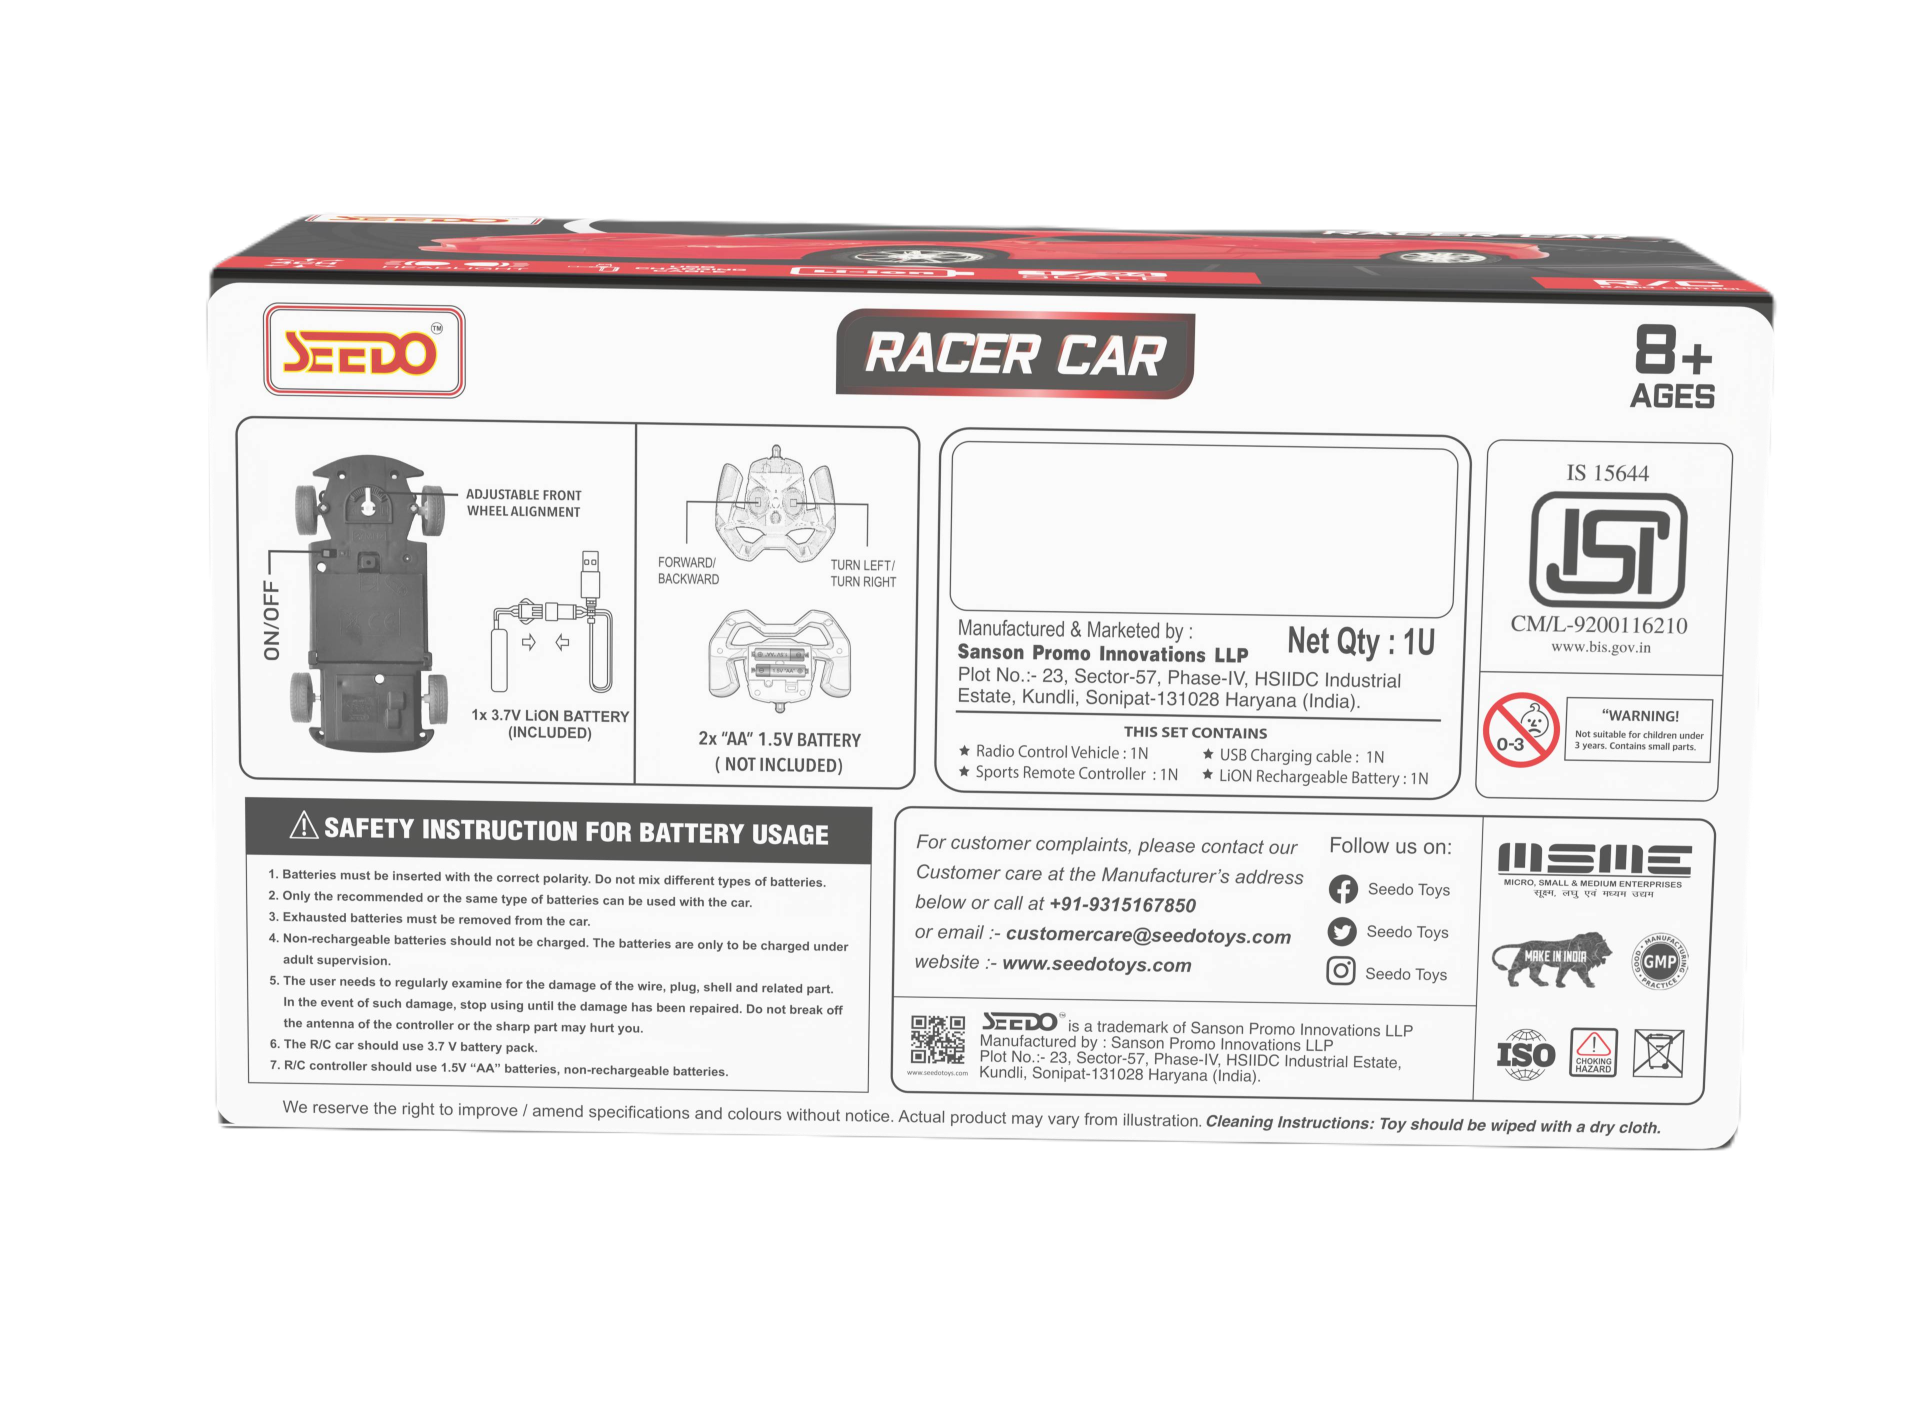 SEEDO
HEADLIGHT
Li-ion
1/24
SCALE
RACER CAR
R/C
RADIO CONTROL
SEEDO TM
RACER CAR
8+
AGES
ADJUSTABLE FRONT
WHEEL ALIGNMENT
ON/OFF
1x 3.7V LiON BATTERY
(INCLUDED)
FORWARD/
BACKWARD
TURN LEFT/
TURN RIGHT
2x “AA” 1.5V BATTERY
( NOT INCLUDED)
Manufactured & Marketed by :
Sanson Promo Innovations LLP
Net Qty : 1U
Plot No.:- 23, Sector-57, Phase-IV, HSIIDC Industrial
Estate, Kundli, Sonipat-131028 Haryana (India).
THIS SET CONTAINS
★ Radio Control Vehicle : 1N
★ USB Charging cable : 1N
★ Sports Remote Controller : 1N
★ LiON Rechargeable Battery : 1N
IS 15644
ISI
CM/L-9200116210
www.bis.gov.in
0-3
“WARNING!
Not suitable for children under
3 years. Contains small parts.
SAFETY INSTRUCTION FOR BATTERY USAGE
1. Batteries must be inserted with the correct polarity. Do not mix different types of batteries.
2. Only the recommended or the same type of batteries can be used with the car.
3. Exhausted batteries must be removed from the car.
4. Non-rechargeable batteries should not be charged. The batteries are only to be charged under
adult supervision.
5. The user needs to regularly examine for the damage of the wire, plug, shell and related part.
In the event of such damage, stop using until the damage has been repaired. Do not break off
the antenna of the controller or the sharp part may hurt you.
6. The R/C car should use 3.7 V battery pack.
7. R/C controller should use 1.5V “AA” batteries, non-rechargeable batteries.
For customer complaints, please contact our
Customer care at the Manufacturer’s address
below or call at +91-9315167850
or email :- customercare@seedotoys.com
website :- www.seedotoys.com
Follow us on:
Seedo Toys
Seedo Toys
Seedo Toys
MSME
MICRO, SMALL & MEDIUM ENTERPRISES
सूक्ष्म, लघु एवं मध्यम उद्यम
MAKE IN INDIA
GOOD MANUFACTURING PRACTICE
GMP
ISO
CHOKING
HAZARD
www.seedotoys.com
SEEDO TM is a trademark of Sanson Promo Innovations LLP
Manufactured by : Sanson Promo Innovations LLP
Plot No.:- 23, Sector-57, Phase-IV, HSIIDC Industrial Estate,
Kundli, Sonipat-131028 Haryana (India).
We reserve the right to improve / amend specifications and colours without notice. Actual product may vary from illustration. Cleaning Instructions: Toy should be wiped with a dry cloth.